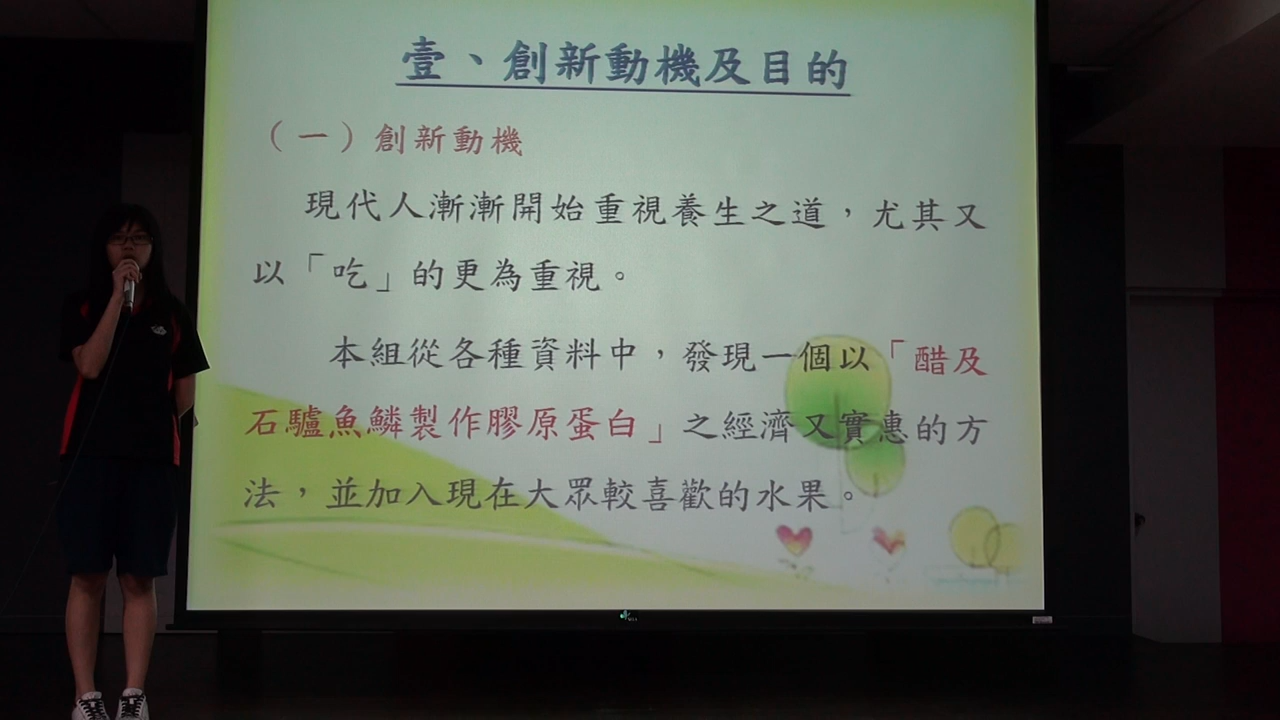 壹、創新動機及目的
（一）創新動機
現代人漸漸開始重視養生之道，尤其又
以「吃」的更為重視。
本組從各種資料中，發現一個以「醋及
石驢魚鱗製作膠原蛋白」之經濟又實惠的方
法，並加入現在大眾較喜歡的水果。